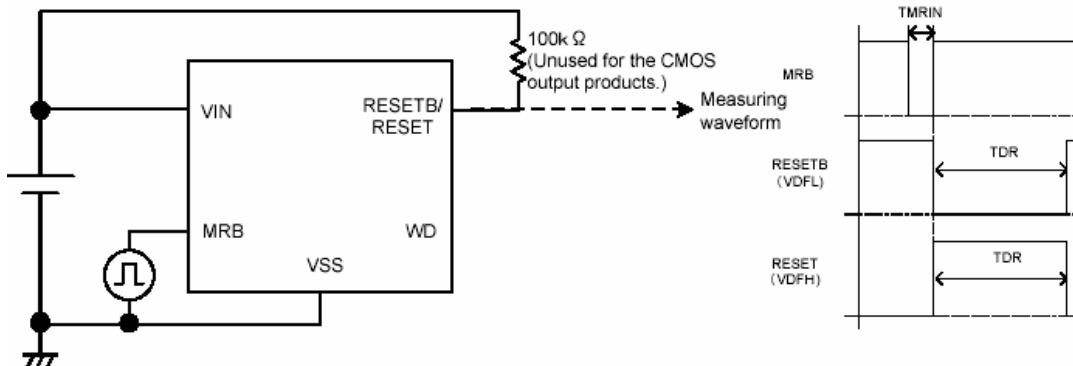 100k Ω
(Unused for the CMOS
output products.)
VIN
RESETB/
RESET
Measuring
waveform
MRB
WD
VSS
TMRIN
MRB
RESETB
(VDFL)
TDR
RESET
(VDFH)
TDR